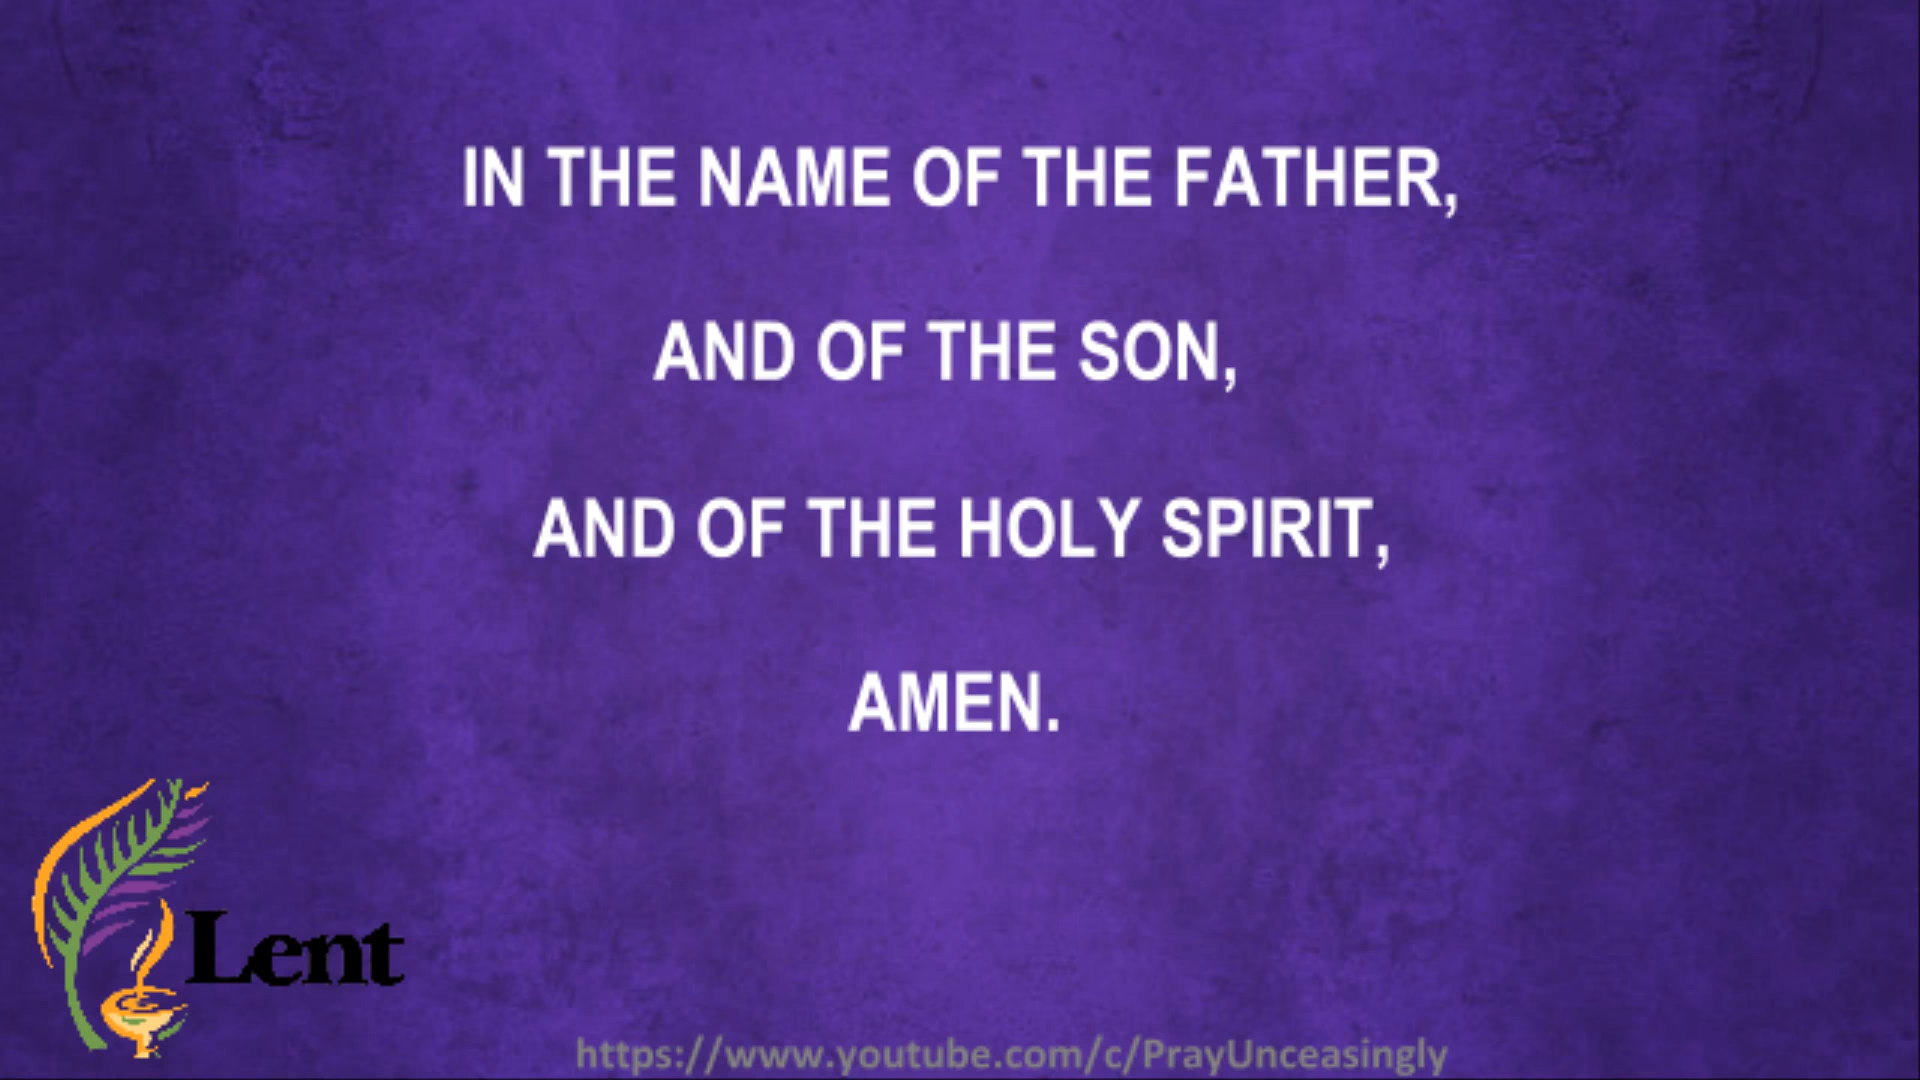 IN THE NAME OF THE FATHER,
AND OF THE SON,
AND OF THE HOLY SPIRIT,
AMEN.
Lent
https://www.youtube.com/c/PrayUnceasingly